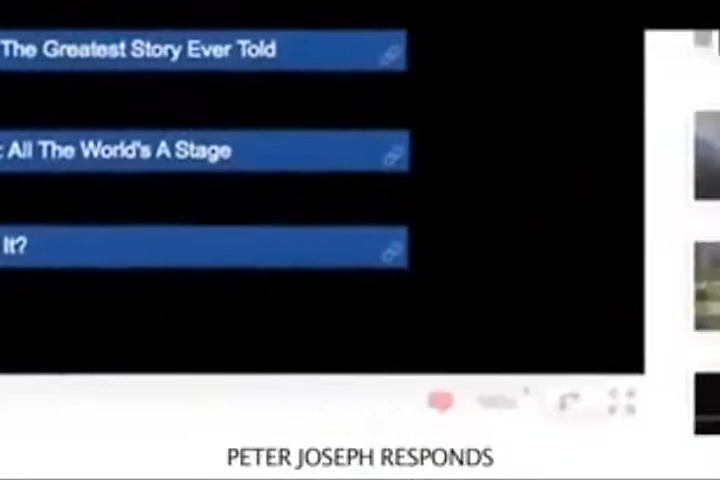 The Greatest Story Ever Told
: All The World's A Stage
It?
PETER JOSEPH RESPONDS